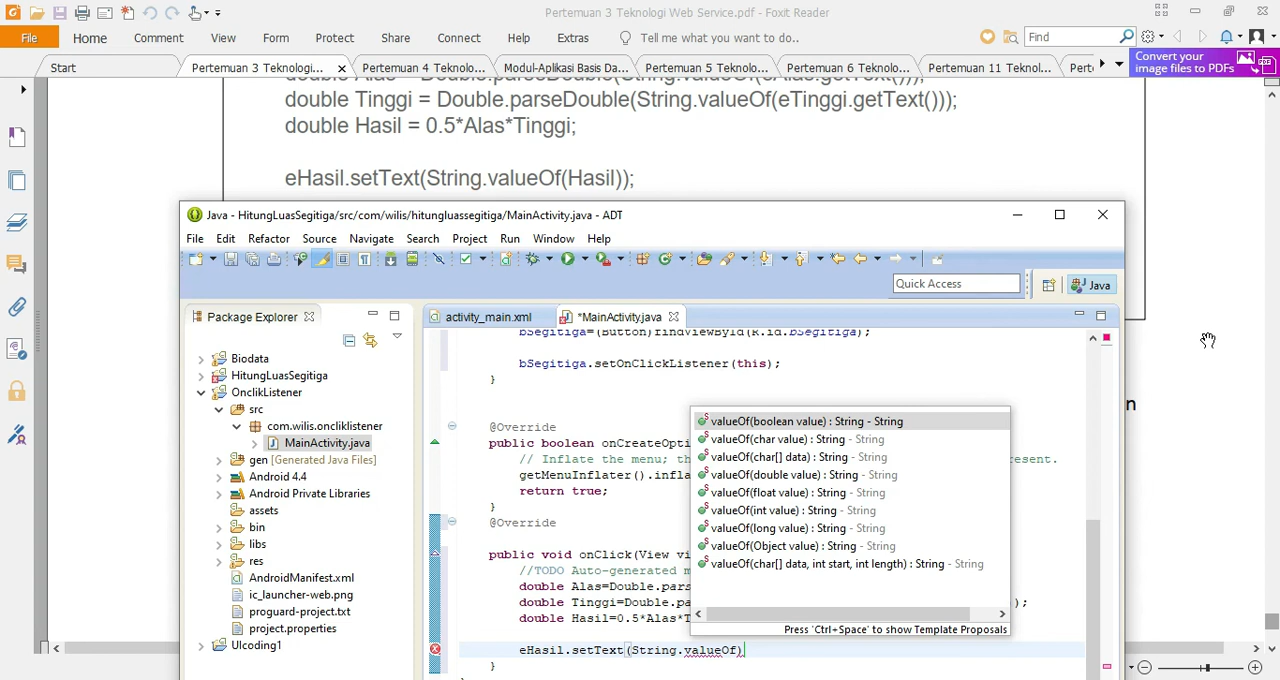 Pertemuan 3 Teknologi Web Service.pdf - Foxit Reader
File Home Comment View Form Protect Share Connect Help Extras Tell me what you want to do.. Find
Start Pertemuan 3 Teknologi... Pertemuan 4 Teknologi... Modul-Aplikasi-Basis Da... Pertemuan 5 Teknolo... Pertemuan 6 Teknolo... Pertemuan 11 Teknol... Perte
Convert your
image files to PDFs
double Tinggi = Double.parseDouble(String.valueOf(eTinggi.getText()));
double Hasil = 0.5*Alas*Tinggi;
eHasil.setText(String.valueOf(Hasil));
Java - HitungLuasSegitiga/src/com/wilis/hitungluassegitiga/MainActivity.java - ADT
File Edit Refactor Source Navigate Search Project Run Window Help
Quick Access
Java
Package Explorer
activity_main.xml
*MainActivity.java
Biodata
HitungLuasSegitiga
OnclikListener
src
com.wilis.oncliklistener
MainActivity.java
gen [Generated Java Files]
Android 4.4
Android Private Libraries
assets
bin
libs
res
AndroidManifest.xml
ic_launcher-web.png
proguard-project.txt
project.properties
Ulcoding1
bSegitiga=(Button)findViewById(R.id.bSegitiga);
bSegitiga.setOnClickListener(this);
}
@Override
public boolean onCreateOpti
// Inflate the menu; th present.
getMenuInflater().infla
return true;
}
@Override
public void onClick(View vi
//TODO Auto-generated m
double Alas=Double.pars
double Tinggi=Double.pa );
double Hasil=0.5*Alas*T
eHasil.setText(String.valueOf)
}
valueOf(boolean value) : String - String
valueOf(char value) : String - String
valueOf(char[] data) : String - String
valueOf(double value) : String - String
valueOf(float value) : String - String
valueOf(int value) : String - String
valueOf(long value) : String - String
valueOf(Object value) : String - String
valueOf(char[] data, int start, int length) : String - String
Press 'Ctrl+Space' to show Template Proposals
n